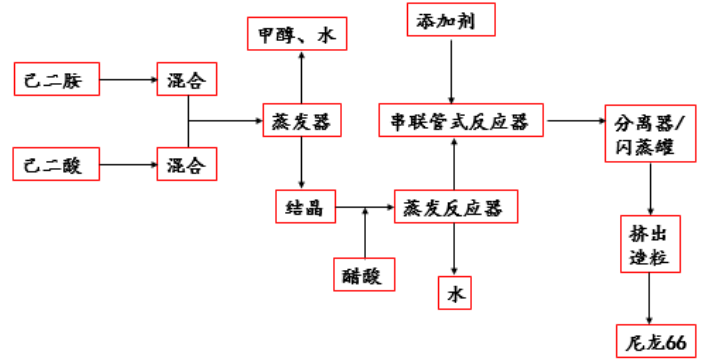 添加剂
甲醇、水
己二胺
混合
蒸发器
串联管式反应器
分离器/
闪蒸罐
己二酸
混合
结晶
蒸发反应器
挤出
造粒
醋酸
水
尼龙66